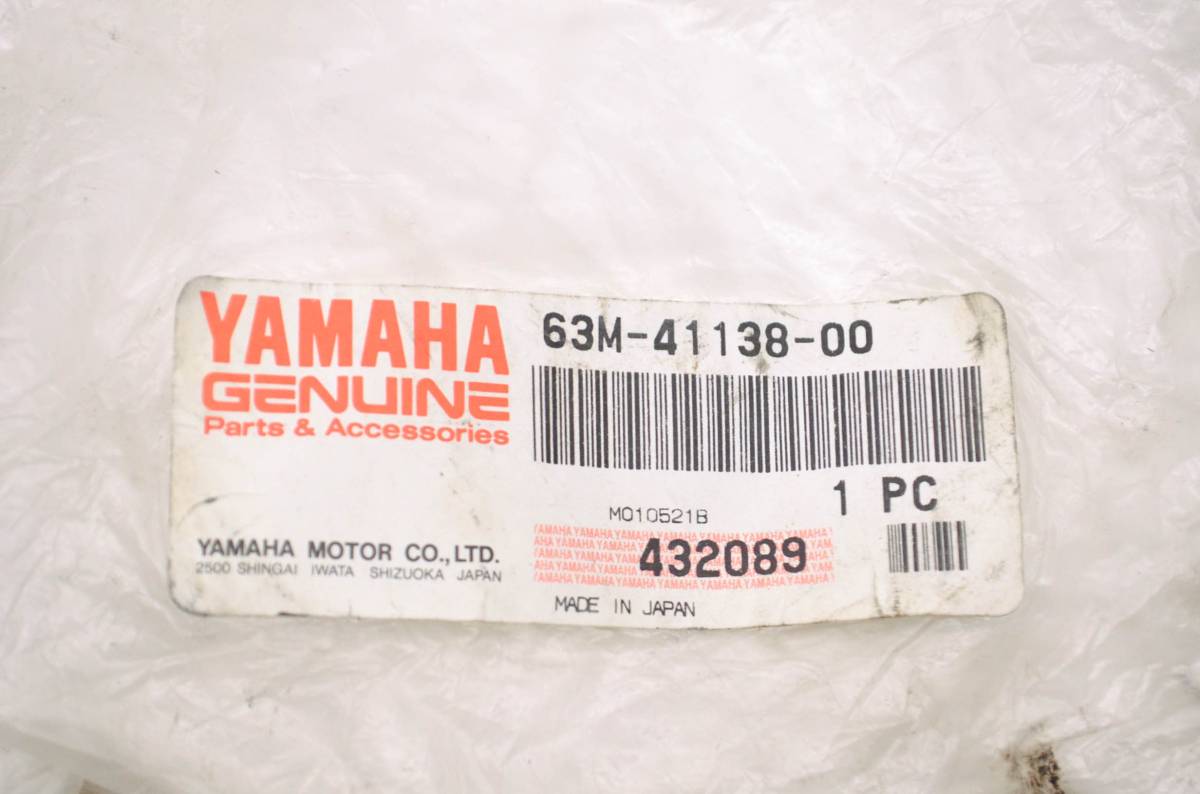 YAMAHA
GENUINE
Parts & Accessories
YAMAHA MOTOR CO.,LTD.
2500 SHINGAI IWATA SHIZUOKA JAPAN
63M-41138-00
1 PC
M010521B
432089
MADE IN JAPAN